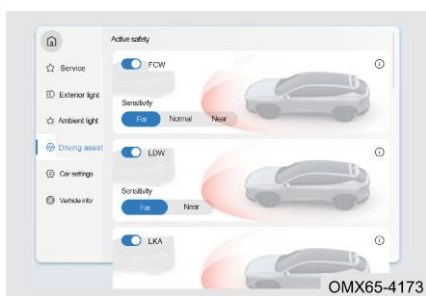 Active safety
Service
Exterior light
Ambient light
Driving assist
Car settings
Vehicle infor
FCW
Sensitivity
Far Normal Near
LDW
Sensitivity
Far Near
LKA
OMX65-4173